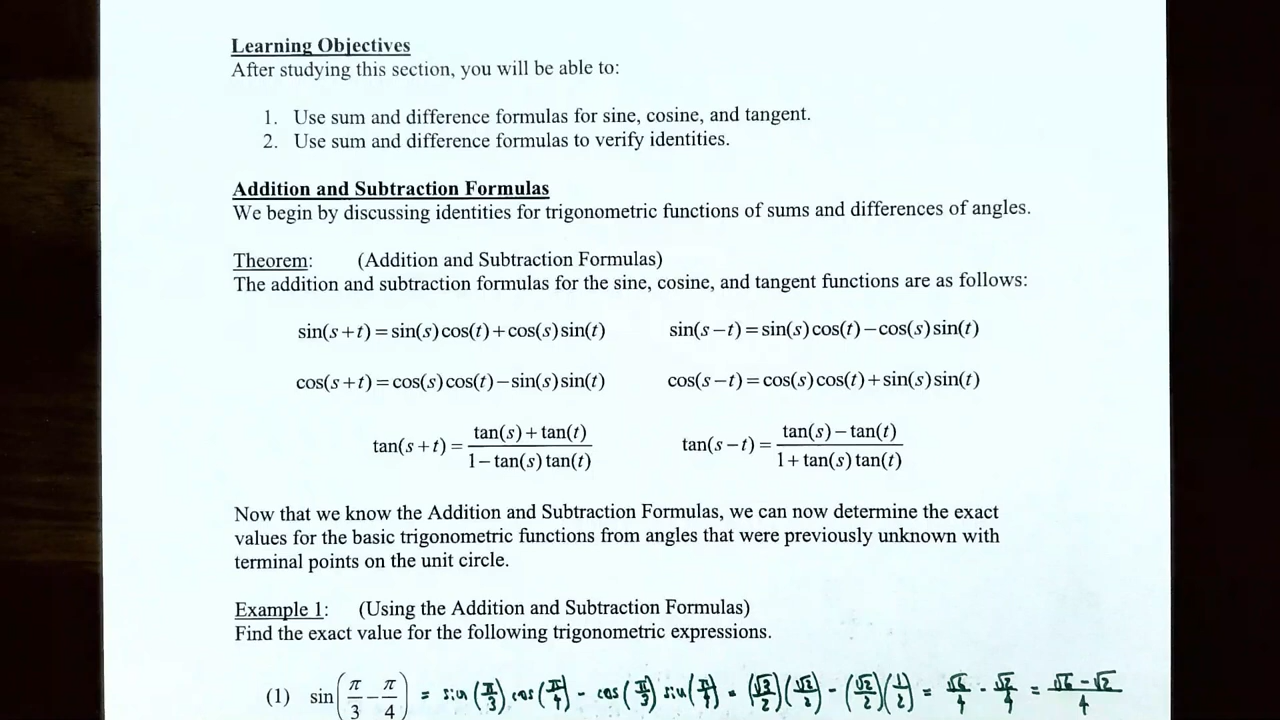 Learning Objectives
After studying this section, you will be able to:
1. Use sum and difference formulas for sine, cosine, and tangent.
2. Use sum and difference formulas to verify identities.
Addition and Subtraction Formulas
We begin by discussing identities for trigonometric functions of sums and differences of angles.
Theorem: (Addition and Subtraction Formulas)
The addition and subtraction formulas for the sine, cosine, and tangent functions are as follows:
sin(s+t)=sin(s)cos(t)+cos(s)sin(t) sin(s−t)=sin(s)cos(t)−cos(s)sin(t)
cos(s+t)=cos(s)cos(t)−sin(s)sin(t) cos(s−t)=cos(s)cos(t)+sin(s)sin(t)
tan(s+t)= (tan(s)+tan(t))/(1−tan(s)tan(t)) tan(s−t)= (tan(s)−tan(t))/(1+tan(s)tan(t))
Now that we know the Addition and Subtraction Formulas, we can now determine the exact
values for the basic trigonometric functions from angles that were previously unknown with
terminal points on the unit circle.
Example 1: (Using the Addition and Subtraction Formulas)
Find the exact value for the following trigonometric expressions.
(1) sin(π/3 − π/4) = sin(π/3) cos(π/4) - cos(π/3) sin(π/4) = (√3/2)(√2/2) - (√2/2)(1/2) = √6/4 - √2/4 = (√6 - √2)/4